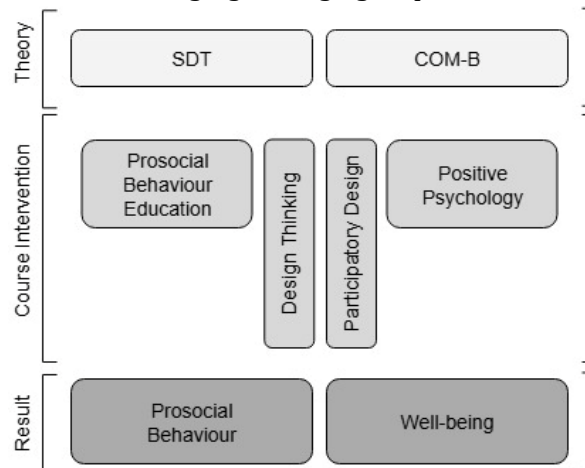 Theory
SDT
COM-B
Course Intervention
Prosocial
Behaviour
Education
Design Thinking
Participatory Design
Positive
Psychology
Result
Prosocial
Behaviour
Well-being